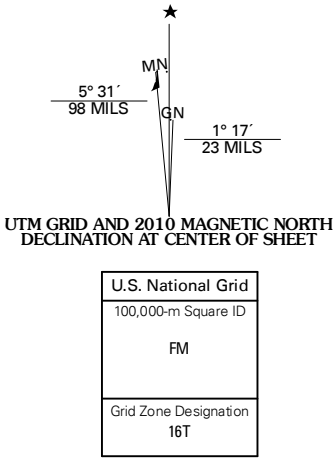 ★
MN
GN
5° 31´
98 MILS
1° 17´
23 MILS
UTM GRID AND 2010 MAGNETIC NORTH
DECLINATION AT CENTER OF SHEET
U.S. National Grid
100,000-m Square ID
FM
Grid Zone Designation
16T